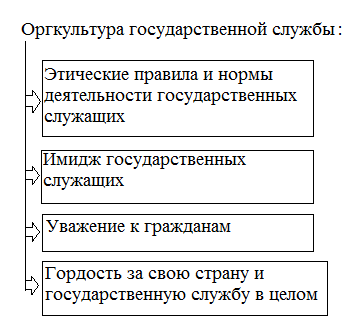 Оргкультура государственной службы:
Этические правила и нормы
деятельности государственных
служащих
Имидж государственных
служащих
Уважение к гражданам
Гордость за свою страну и
государственную службу в целом